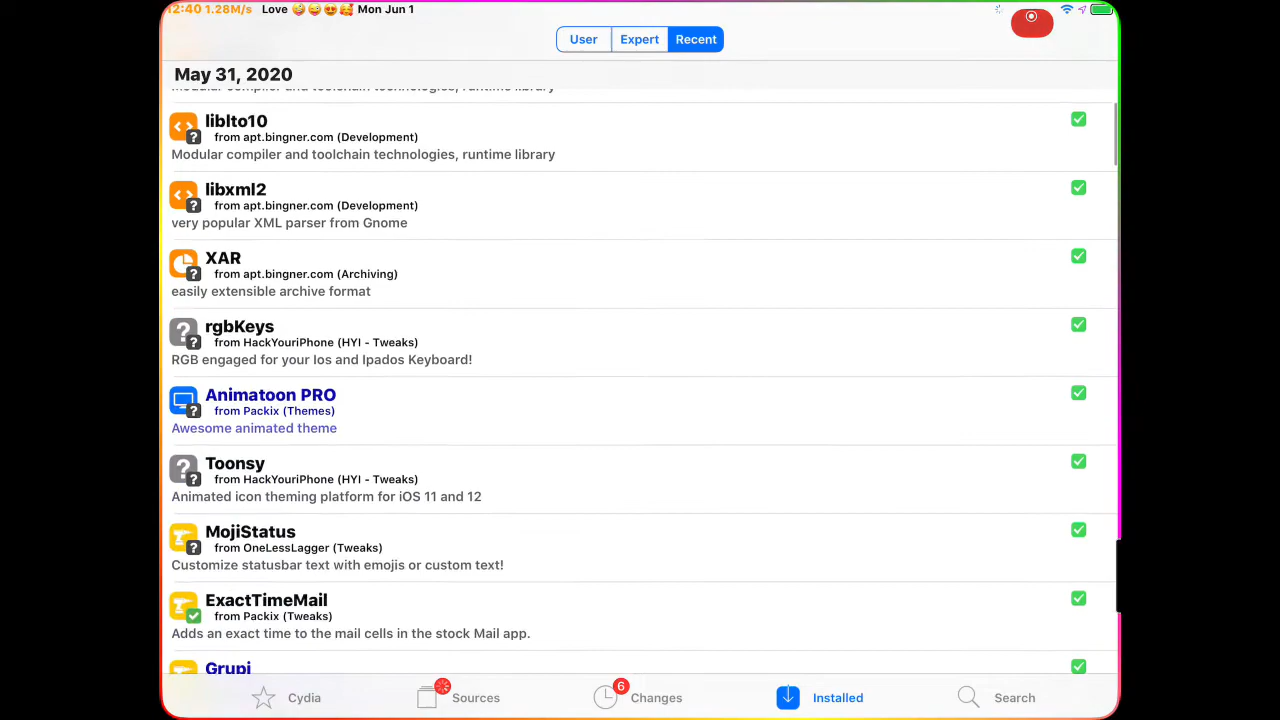 12:40 1.28M/s Love 🤣😜😍🥰 Mon Jun 1
User Expert Recent
May 31, 2020
Modular compiler and toolchain technologies, runtime library
liblto10
from apt.bingner.com (Development)
Modular compiler and toolchain technologies, runtime library
libxml2
from apt.bingner.com (Development)
very popular XML parser from Gnome
XAR
from apt.bingner.com (Archiving)
easily extensible archive format
rgbKeys
from HackYouriPhone (HYI - Tweaks)
RGB engaged for your Ios and Ipados Keyboard!
Animatoon PRO
from Packix (Themes)
Awesome animated theme
Toonsy
from HackYouriPhone (HYI - Tweaks)
Animated icon theming platform for iOS 11 and 12
MojiStatus
from OneLessLagger (Tweaks)
Customize statusbar text with emojis or custom text!
ExactTimeMail
from Packix (Tweaks)
Adds an exact time to the mail cells in the stock Mail app.
Grupi
Cydia Sources 6 Changes Installed Search